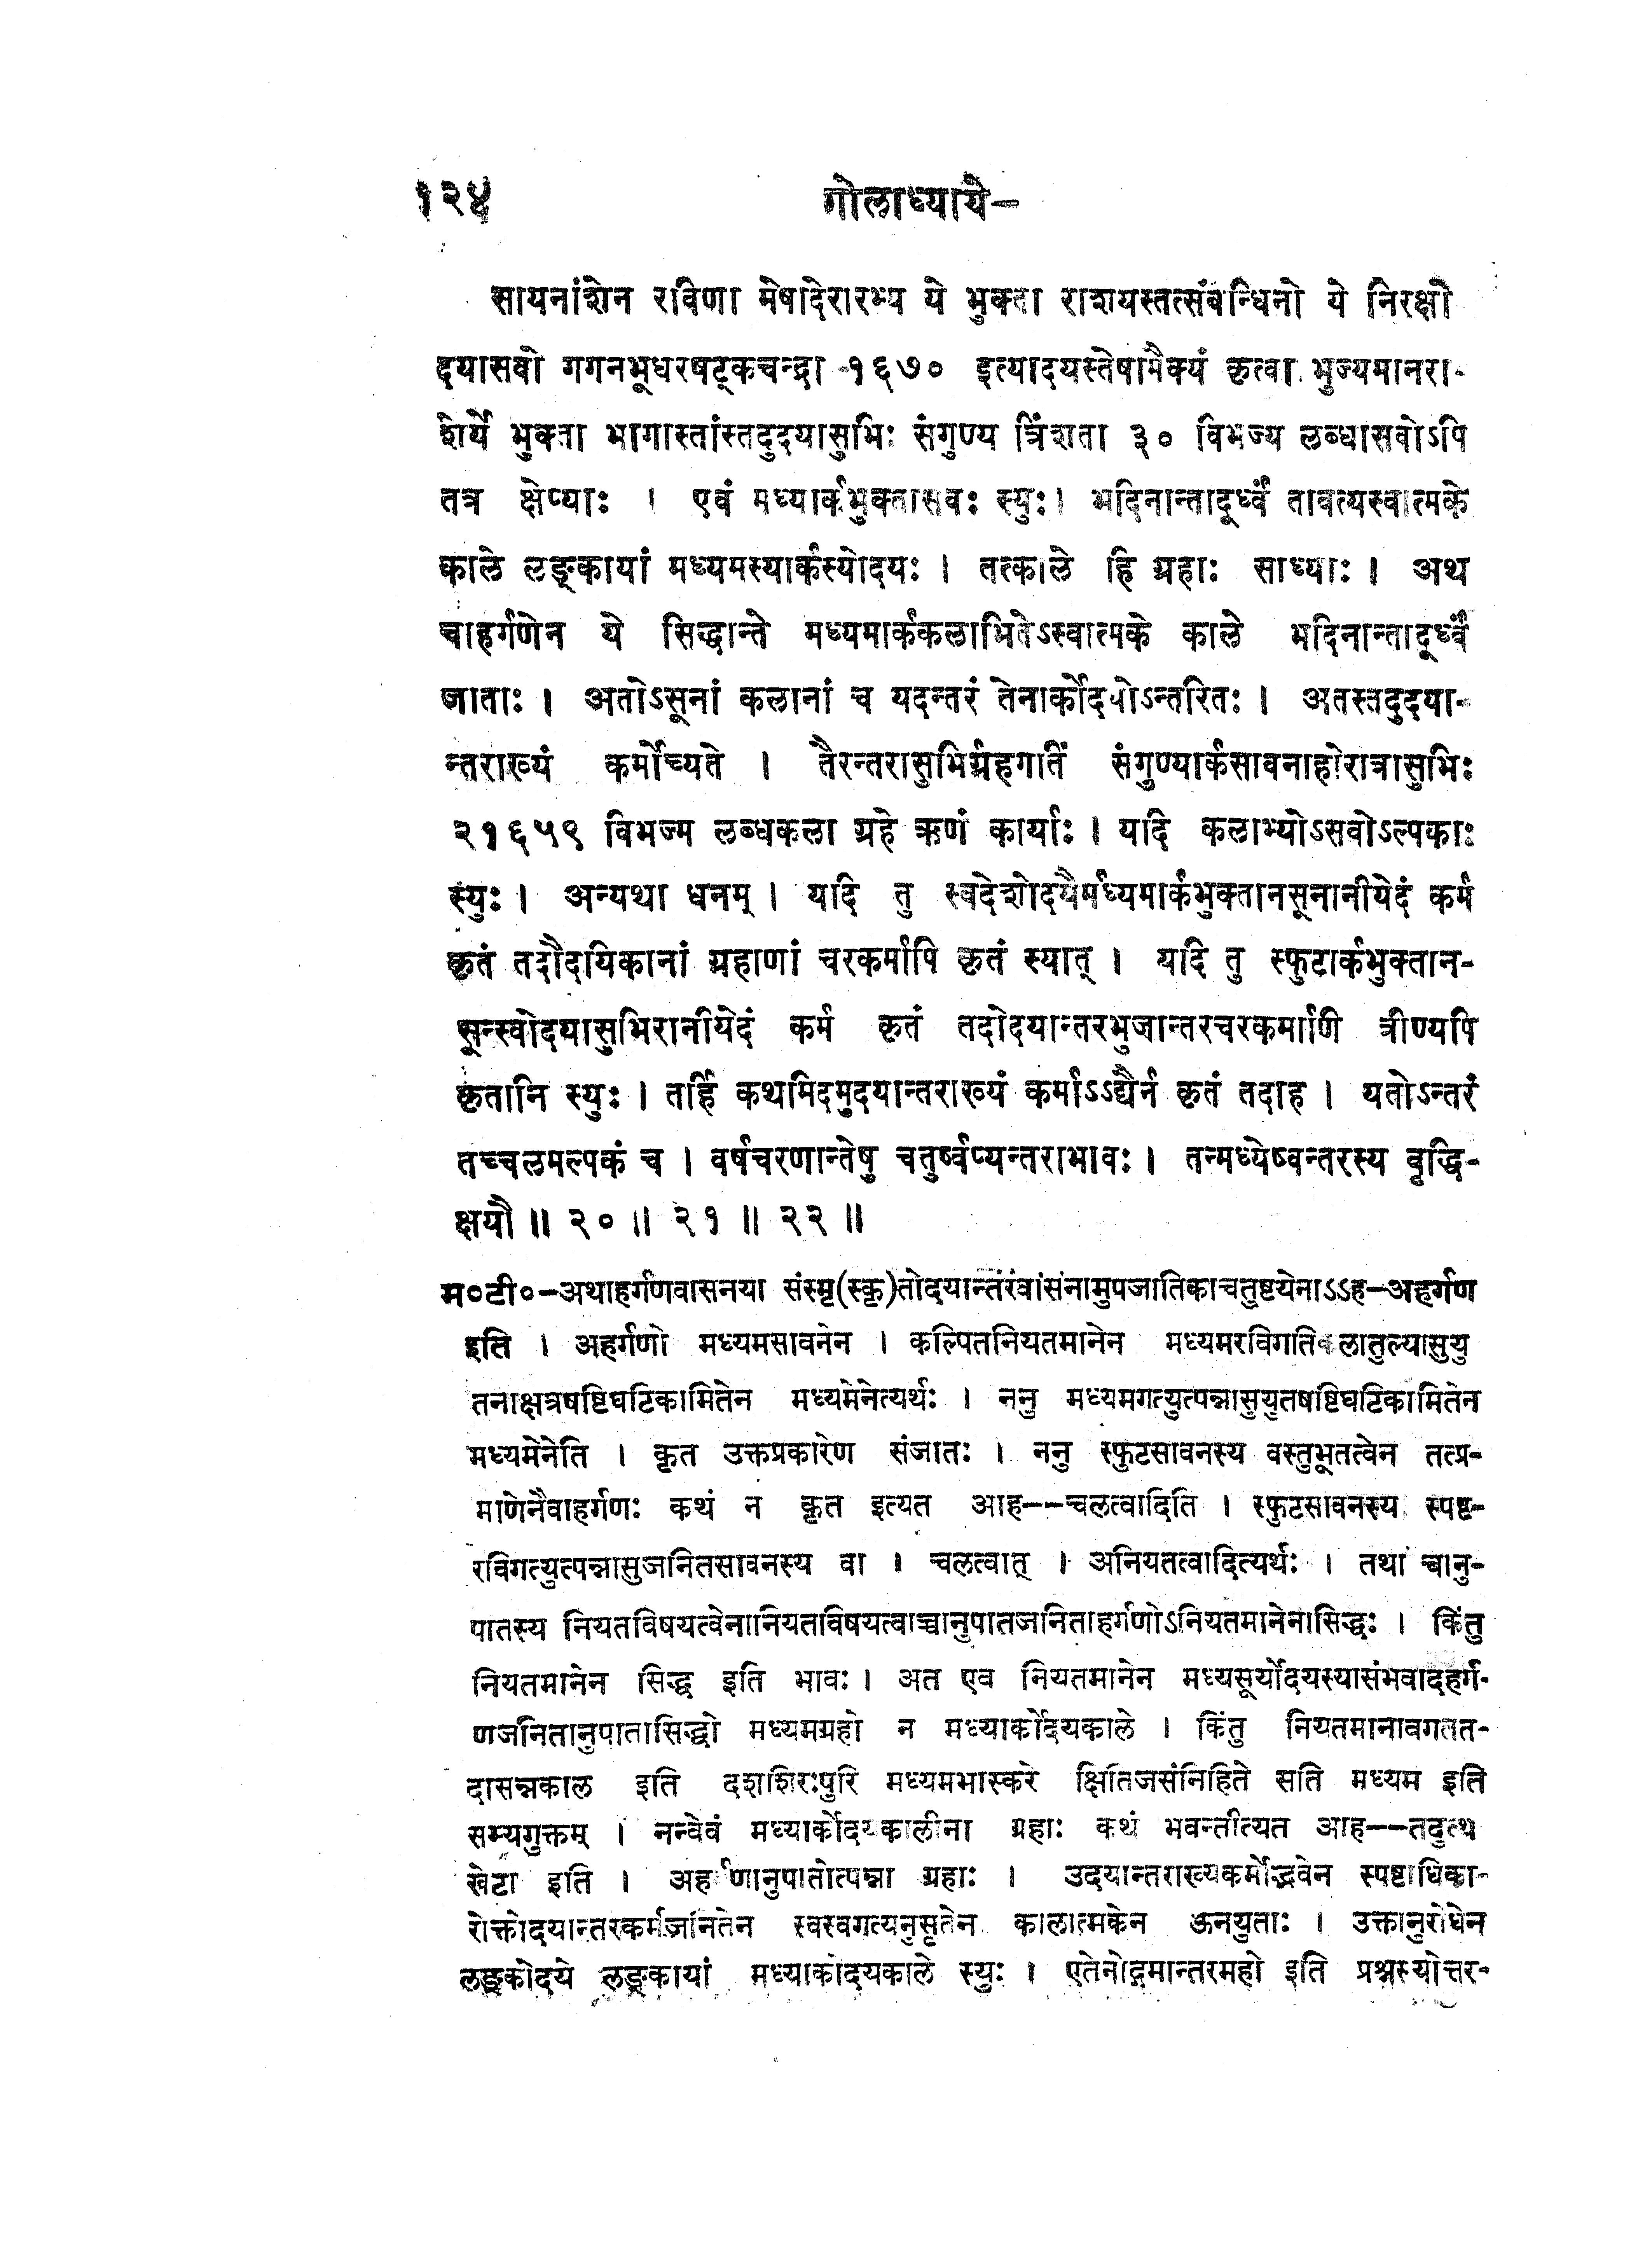 १२४ गोलाध्याये-
सायनांशेन रविणा मेषादेरारभ्य ये भुक्ता राशयस्तत्संबन्धिनो ये निरक्षो
दयासवो गगनभूधरषट्कचन्द्रा -१६७० इत्यादयस्तेषामैक्यं कृत्वा भुज्यमानरा-
शेर्ये भुक्ता भागास्तांस्तदुदयासुभिः संगुण्य त्रिंशता ३० विभज्य लब्धासवोऽपि
तत्र क्षेप्याः । एवं मध्यार्कभुक्तासवः स्युः। भदिनान्तादूर्ध्वं तावत्यस्वात्मके
काले लङ्कायां मध्यमस्यार्कस्योदयः । तत्काले हि ग्रहाः साध्याः । अथ
चाहर्गणेन ये सिद्धान्ते मध्यमार्ककलाभितेऽस्वात्मके काले भदिनान्तादूर्ध्वं
जाताः । अतोऽसूनां कलानां च यदन्तरं तेनार्कोदयोऽन्तरितः । अतस्तदुदया-
न्तराख्यं कर्मोच्यते । तैरन्तरासुभिर्ग्रहगतिं संगुण्यार्कसावनाहोरात्रासुभिः
२१६५९ विभज्म लब्धकला ग्रहे ऋणं कार्याः । यदि कलाभ्योऽसवोऽल्पकाः
स्युः । अन्यथा धनम् । यदि तु स्वदेशोदयैर्मध्यमार्कभुक्तानसूनानीयेदं कर्म
कृतं तदौदयिकानां ग्रहाणां चरकर्मापि कृतं स्यात् । यदि तु स्फुटार्कभुक्तान-
सून्स्वोदयासुभिरानीयेदं कर्म कृतं तदोदयान्तरभुजान्तरचरकर्माणि त्रीण्यपि
कृतानि स्युः । तर्हि कथमिदमुदयान्तराख्यं कर्माऽऽद्यैर्न कृतं तदाह । यतोऽन्तरं
तच्चलमल्पकं च । वर्षचरणान्तेषु चतुर्ष्वप्यन्तराभावः । तन्मध्येष्वन्तरस्य वृद्धि-
क्षयौ ॥ २० ॥ २१ ॥ २२ ॥
म०टी०-अथाहर्गणवासनया संस्मृ(स्कृ)तोदयान्तरवासनामुपजातिकाचतुष्टयेनाऽऽह-अहर्गण
इति । अहर्गणो मध्यमसावनेन । कल्पितनियतमानेन मध्यमरविगतिकलातुल्यासुयु
तनाक्षत्रषष्टिघटिकामितेन मध्यमेनेत्यर्थः । ननु मध्यमगत्युत्पन्नासुयुतषष्टिघटिकामितेन
मध्यमेनेति । कृत उक्तप्रकारेण संजातः । ननु स्फुटसावनस्य वस्तुभूतत्वेन तत्प्र-
माणेनैवाहर्गणः कथं न कृत इत्यत आह--चलत्वादिति । स्फुटसावनस्य स्पष्ट-
रविगत्युत्पन्नासुजनितसावनस्य वा । चलत्वात् । अनियतत्वादित्यर्थः । तथा चानु-
पातस्य नियतविषयत्वेनानियतविषयत्वाच्चानुपातजनिताहर्गणोऽनियतमानेनासिद्धः । किंतु
नियतमानेन सिद्ध इति भावः । अत एव नियतमानेन मध्यसूर्योदयस्यासंभवादहर्ग-
णजनितानुपातासिद्धो मध्यमग्रहो न मध्यार्कोदयकाले । किंतु नियतमानावगतत-
दासन्नकाल इति दशशिरःपुरि मध्यमभास्करे क्षितिजसंनिहिते सति मध्यम इति
सम्यगुक्तम् । नन्वेवं मध्यार्कोदयकालीना ग्रहाः कथं भवन्तीत्यत आह--तदुत्थ
खेटा इति । अहर्गणानुपातोत्पन्ना ग्रहाः । उदयान्तराख्यकर्मोद्भवेन स्पष्टाधिका-
रोक्तोदयान्तरकर्मजनितेन स्वस्वगत्यनुसृतेन कालात्मकेन ऊनयुताः । उक्तानुरोधेन
लङ्कोदये लङ्कायां मध्यार्कोदयकाले स्युः । एतेनोद्गमान्तरमहो इति प्रश्नस्योत्तर-